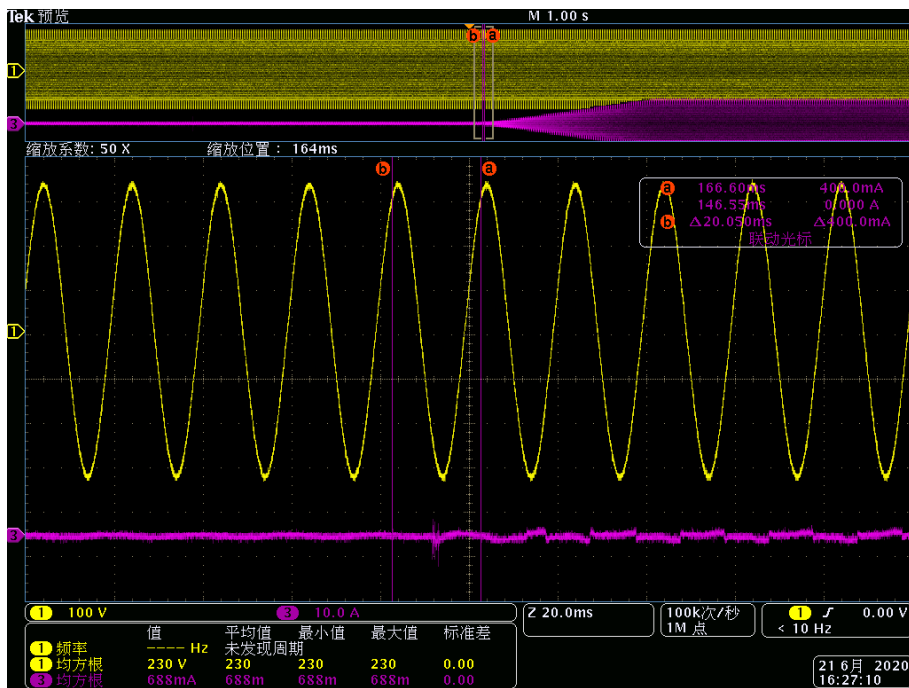 Tek 预览 M 1.00 s
b a
1
3
缩放系数: 50 X 缩放位置: 164ms
b a
a 166.600ms 400.0mA
146.55ms 0.000 A
b Δ20.050ms Δ400.0mA
联动光标
1
3
1 100 V 3 10.0 A Z 20.0ms 100k次/秒 1 ∫ 0.00 V
1M 点 < 10 Hz
值 平均值 最小值 最大值 标准差
1 频率 ---- Hz 未发现周期
1 均方根 230 V 230 230 230 0.00
3 均方根 688mA 688m 688m 688m 0.00
21 6月 2020
16:27:10